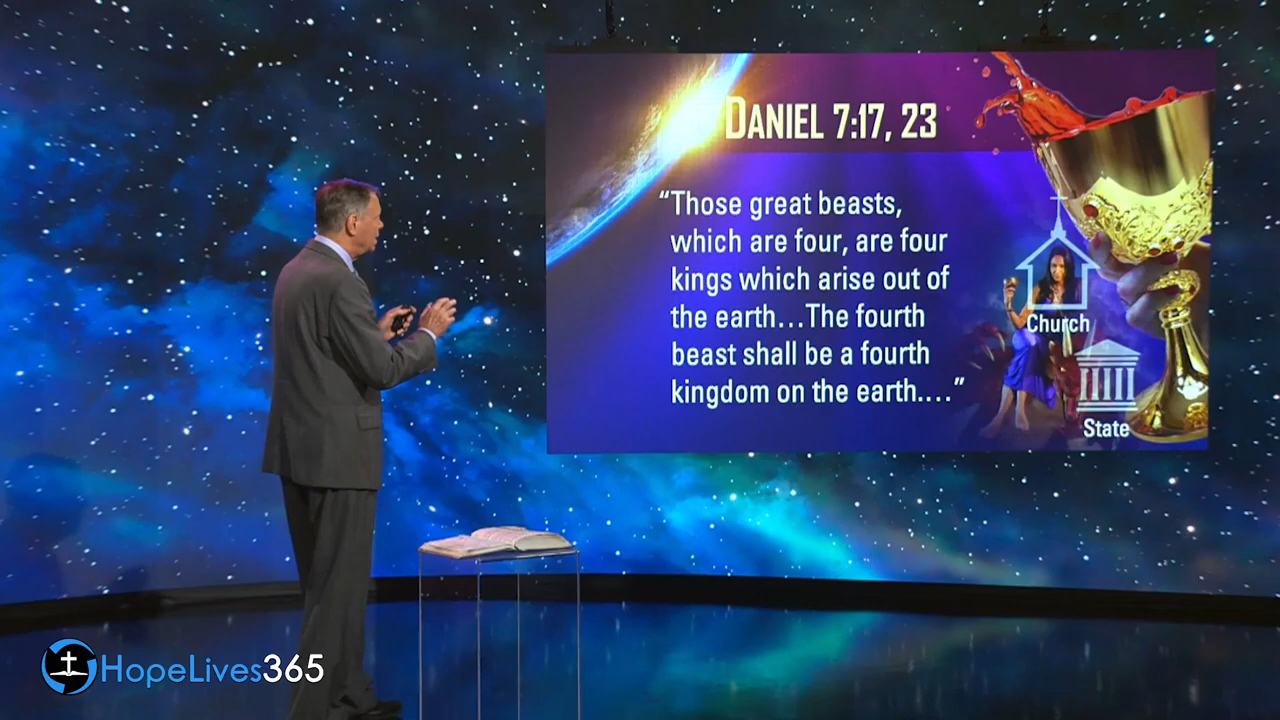 DANIEL 7:17, 23
“Those great beasts,
which are four, are four
kings which arise out of
the earth...The fourth
beast shall be a fourth
kingdom on the earth....”
Church
State
HopeLives365